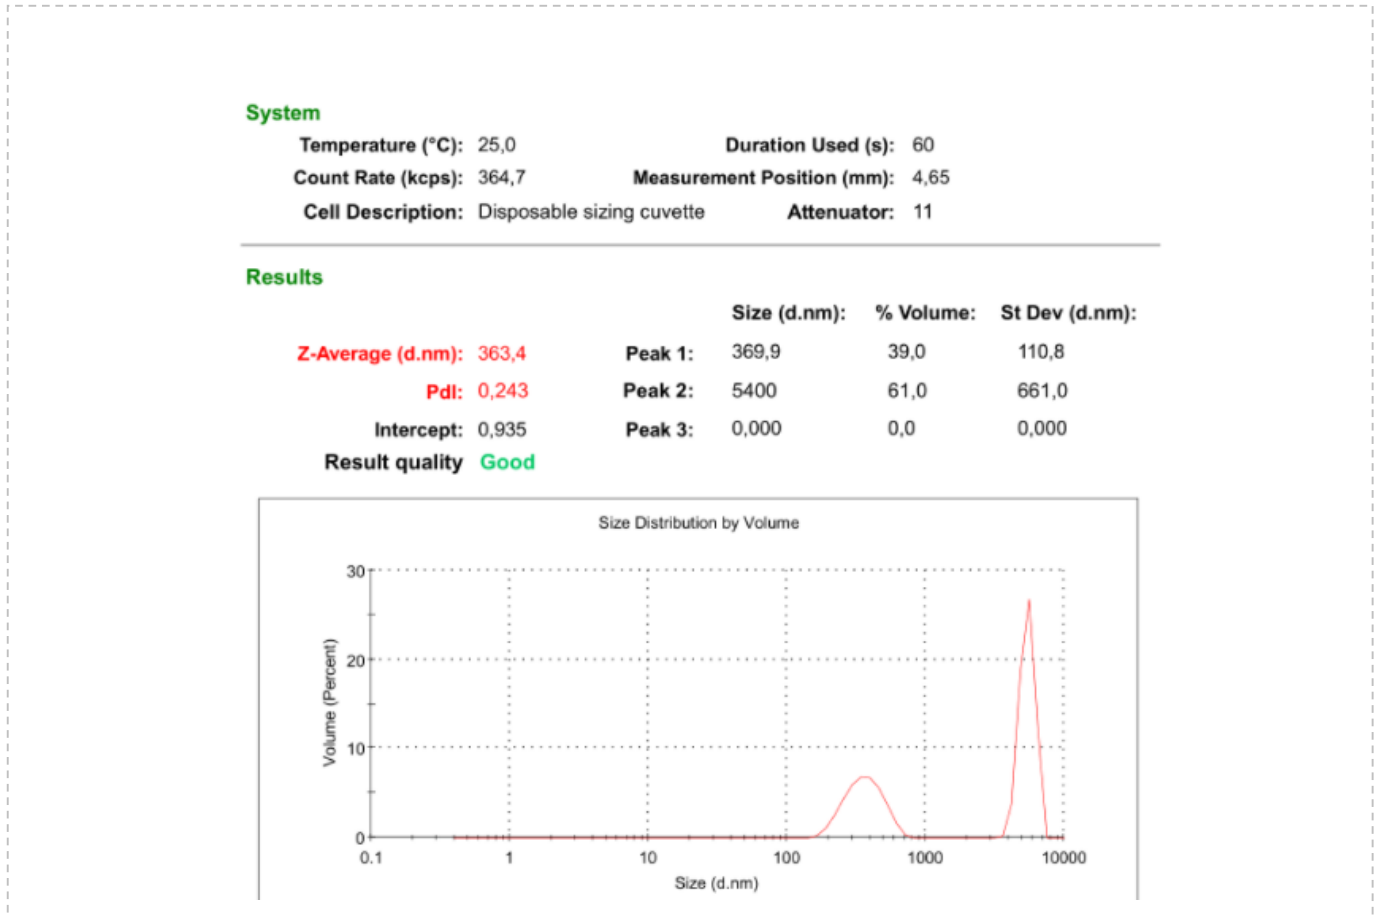 System
Temperature (°C): 25,0 Duration Used (s): 60
Count Rate (kcps): 364,7 Measurement Position (mm): 4,65
Cell Description: Disposable sizing cuvette Attenuator: 11
Results
Size (d.nm): % Volume: St Dev (d.nm):
Z-Average (d.nm): 363,4 Peak 1: 369,9 39,0 110,8
PdI: 0,243 Peak 2: 5400 61,0 661,0
Intercept: 0,935 Peak 3: 0,000 0,0 0,000
Result quality Good
Size Distribution by Volume
30
20
10
0
Volume (Percent)
0.1 1 10 100 1000 10000
Size (d.nm)